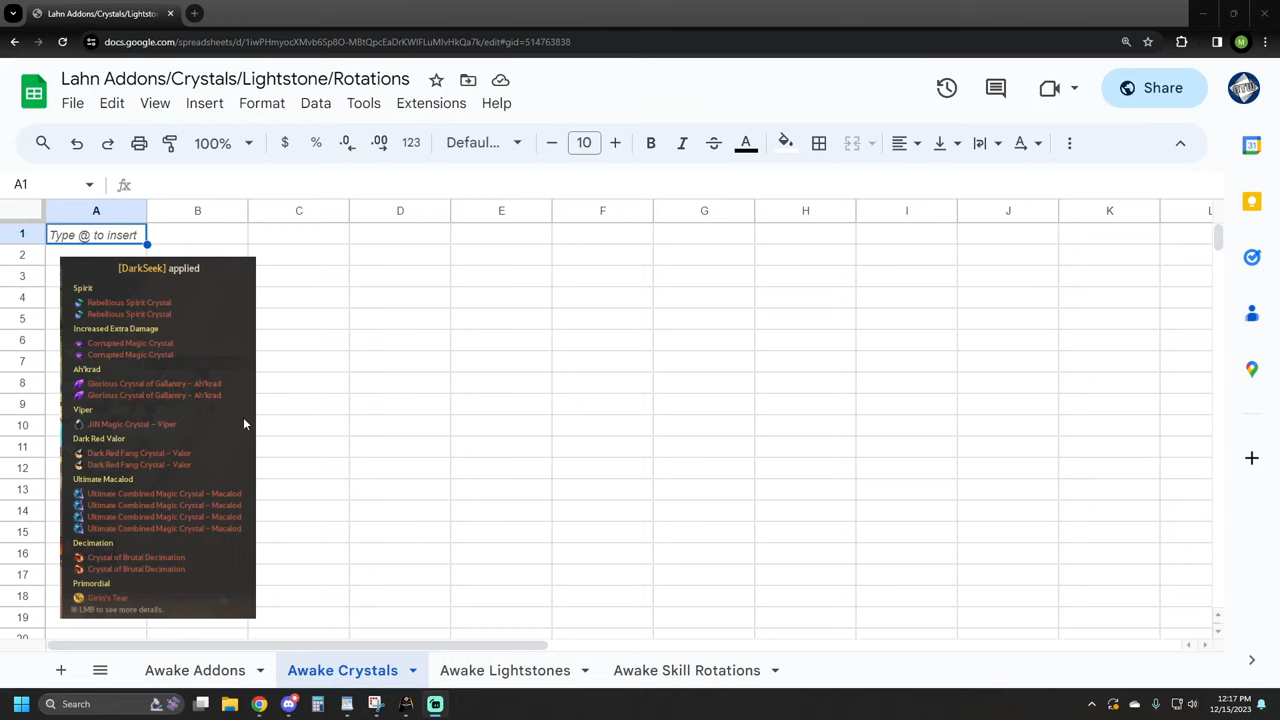 Lahn Addons/Crystals/Lightstone
docs.google.com/spreadsheets/d/1iwPHmyocXMvb6Sp8O-MBtQpcEaDrKWIFLuMIvHkQa7k/edit#gid=514763838
M
Lahn Addons/Crystals/Lightstone/Rotations
Share
File Edit View Insert Format Data Tools Extensions Help
100% $ % .0 .00 123 Defaul... 10 B I S A
A1 fx
A B C D E F G H I J K L
1 Type @ to insert
2
[DarkSeek] applied
3
Spirit
4 Rebellious Spirit Crystal
5 Rebellious Spirit Crystal
Increased Extra Damage
6 Corrupted Magic Crystal
7 Corrupted Magic Crystal
Ah'krad
8 Glorious Crystal of Gallantry - Ah'krad
9 Glorious Crystal of Gallantry - Ah'krad
Viper
10 JIN Magic Crystal - Viper
11 Dark Red Valor
Dark Red Fang Crystal - Valor
12 Dark Red Fang Crystal - Valor
Ultimate Macalod
13 Ultimate Combined Magic Crystal - Macalod
Ultimate Combined Magic Crystal - Macalod
14 Ultimate Combined Magic Crystal - Macalod
15 Ultimate Combined Magic Crystal - Macalod
Decimation
16 Crystal of Brutal Decimation
17 Crystal of Brutal Decimation
Primordial
18 Girin's Tear
19 LMB to see more details.
Awake Addons Awake Crystals Awake Lightstones Awake Skill Rotations
Search
12:17 PM
12/15/2023
31